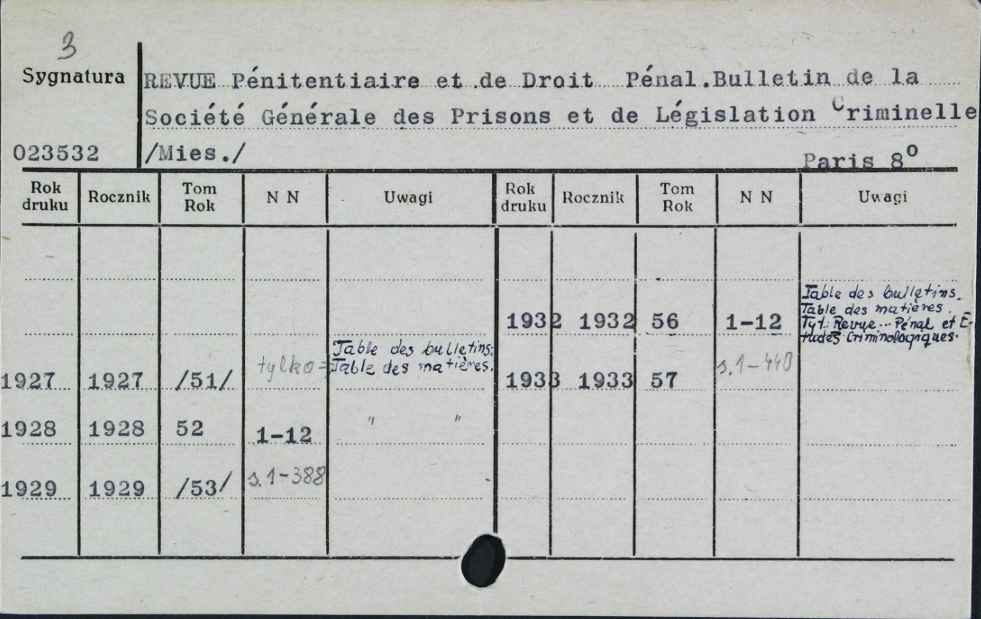 3
Sygnatura
REVUE Pénitentiaire et de Droit Pénal.Bulletin de la
Société Générale des Prisons et de Législation Criminelle
023532 /Mies./ Paris 8º
Rok druku Rocznik Tom Rok N N Uwagi Rok druku Rocznik Tom Rok N N Uwagi
1927 1927 /51/ tylko = Table des bulletins.
Table des matières.
1928 1928 52 1-12 " "
1929 1929 /53/ s.1-388
1932 1932 56 1-12 Table des bulletins.
Table des matières.
Tyt: Revue... Pénal et E-
tudes Criminologiques.
1933 1933 57 s.1-440